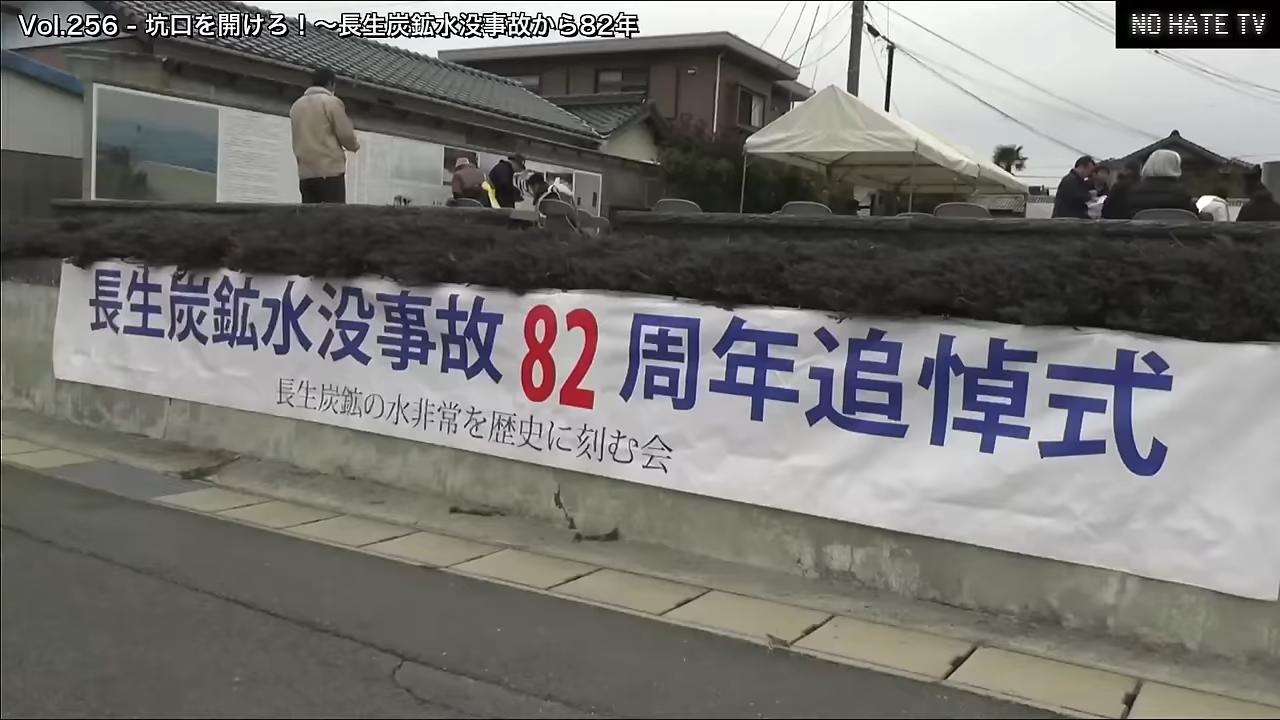 Vol.256 - 坑口を開けろ！〜長生炭鉱水没事故から82年
NO HATE TV
長生炭鉱水没事故82周年追悼式
長生炭鉱の水非常を歴史に刻む会